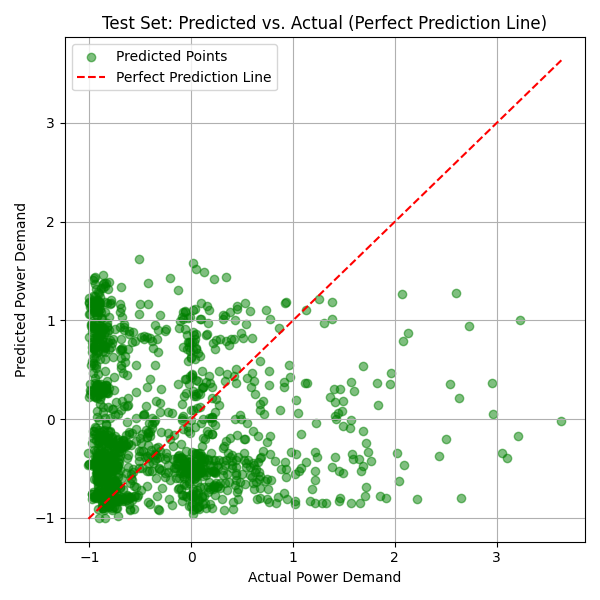 Test Set: Predicted vs. Actual (Perfect Prediction Line)
Predicted Points
Perfect Prediction Line
3
2
1
0
−1
Predicted Power Demand
−1 0 1 2 3
Actual Power Demand